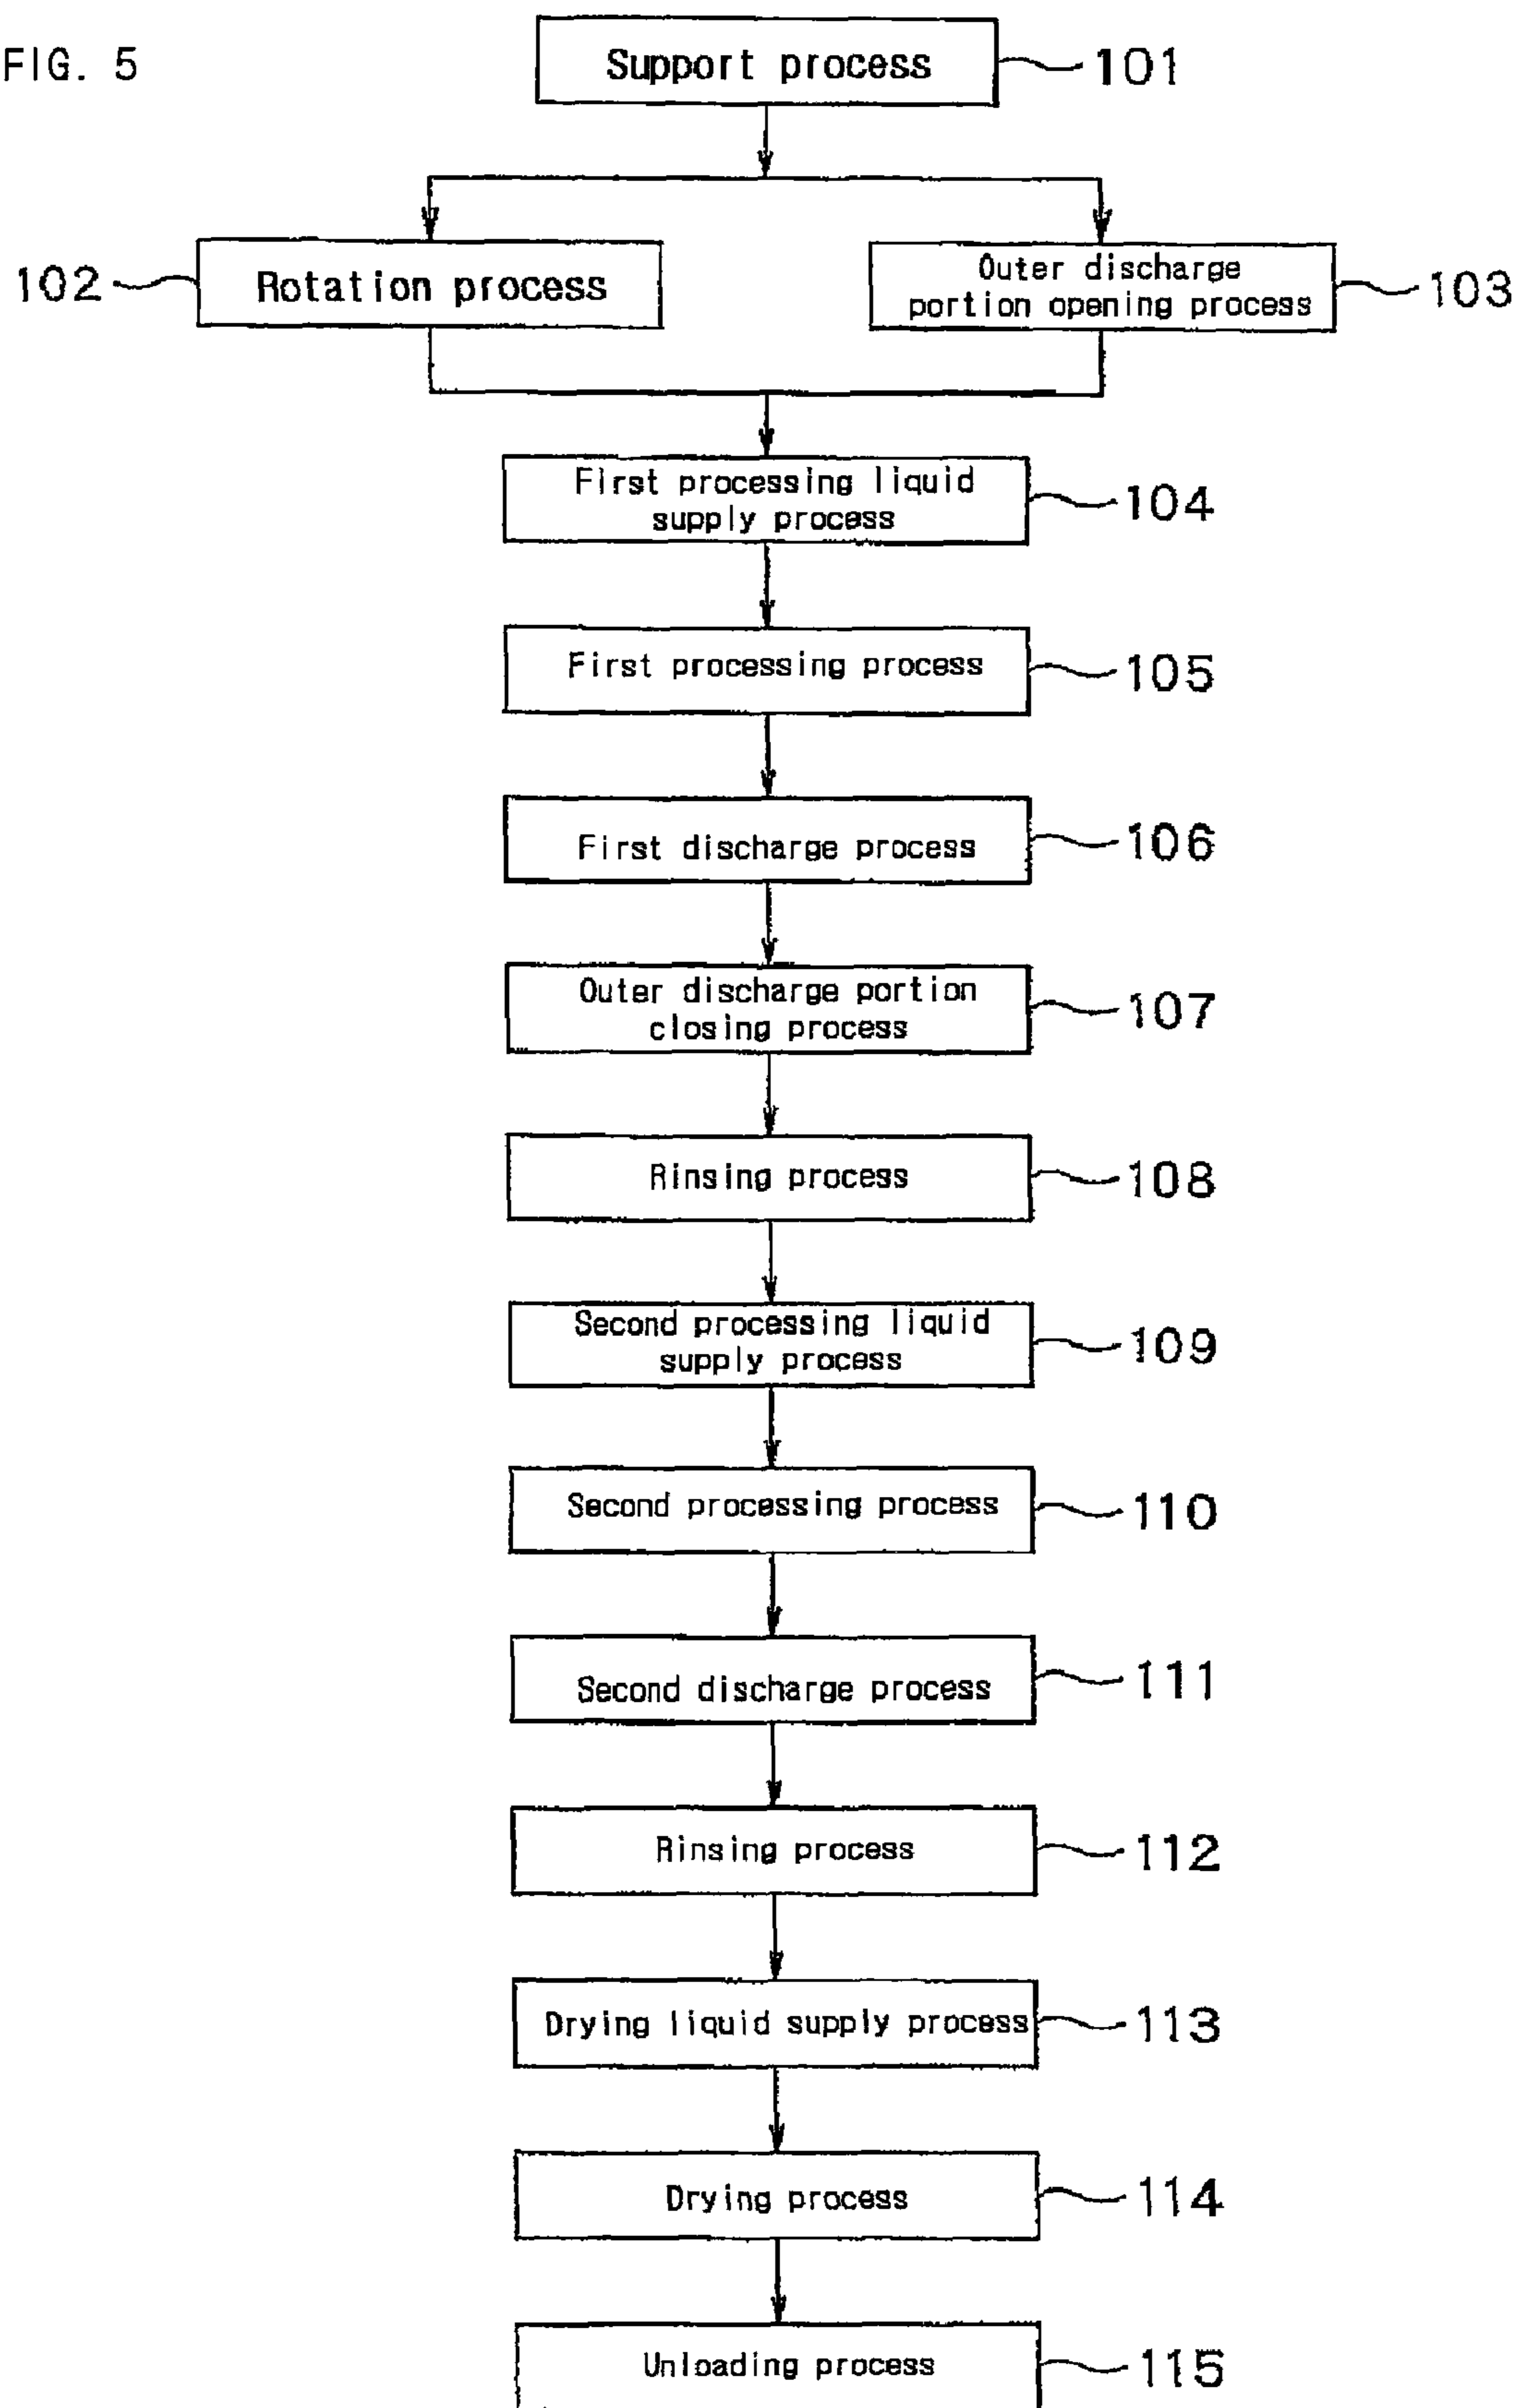 FIG. 5
Support process
101
102
Rotation process
Outer discharge
portion opening process
103
First processing liquid
supply process
104
First processing process
105
First discharge process
106
Outer discharge portion
closing process
107
Rinsing process
108
Second processing liquid
supply process
109
Second processing process
110
Second discharge process
111
Rinsing process
112
Drying liquid supply process
113
Drying process
114
Unloading process
115